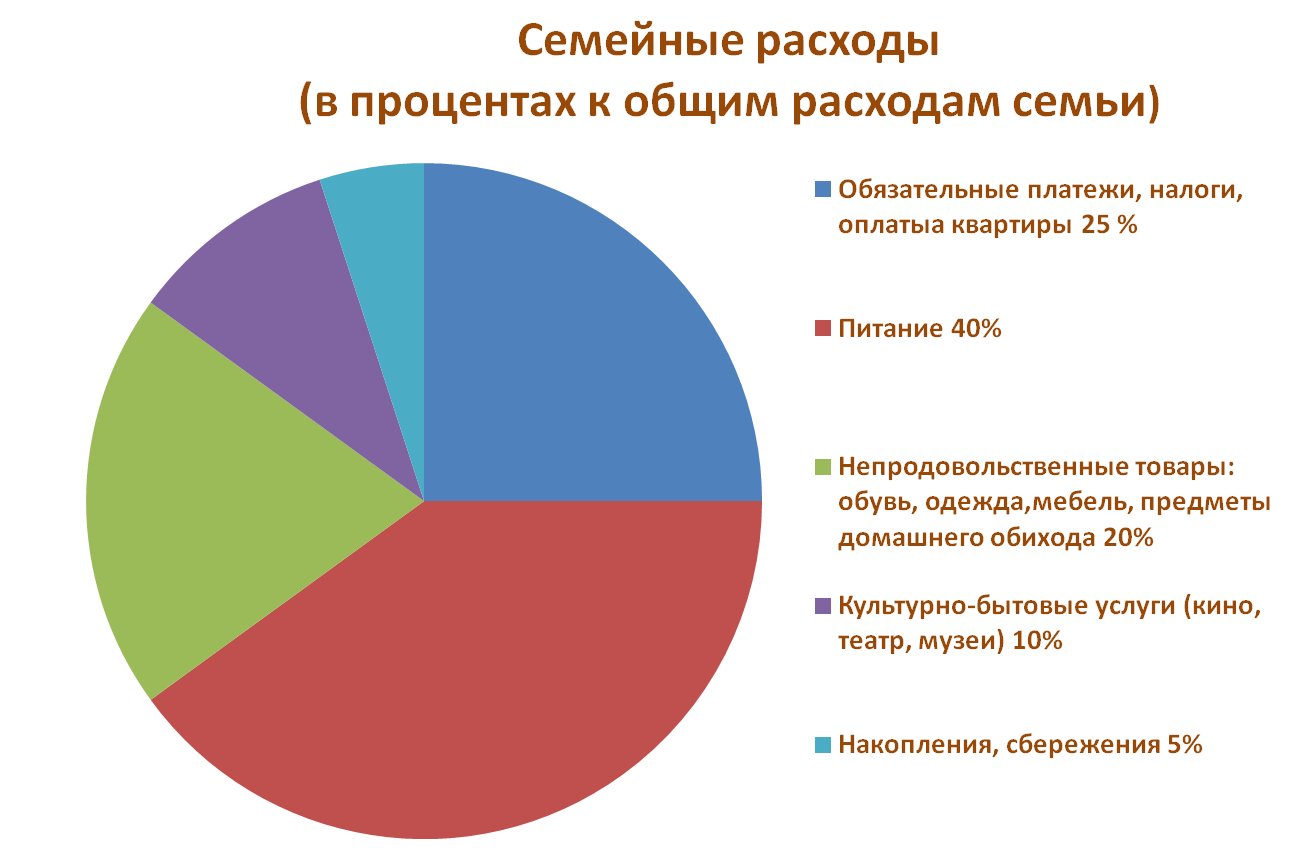 Семейные расходы
(в процентах к общим расходам семьи)
Обязательные платежи, налоги,
оплатыа квартиры 25 %
Питание 40%
Непродовольственные товары:
обувь, одежда,мебель, предметы
домашнего обихода 20%
Культурно-бытовые услуги (кино,
театр, музеи) 10%
Накопления, сбережения 5%